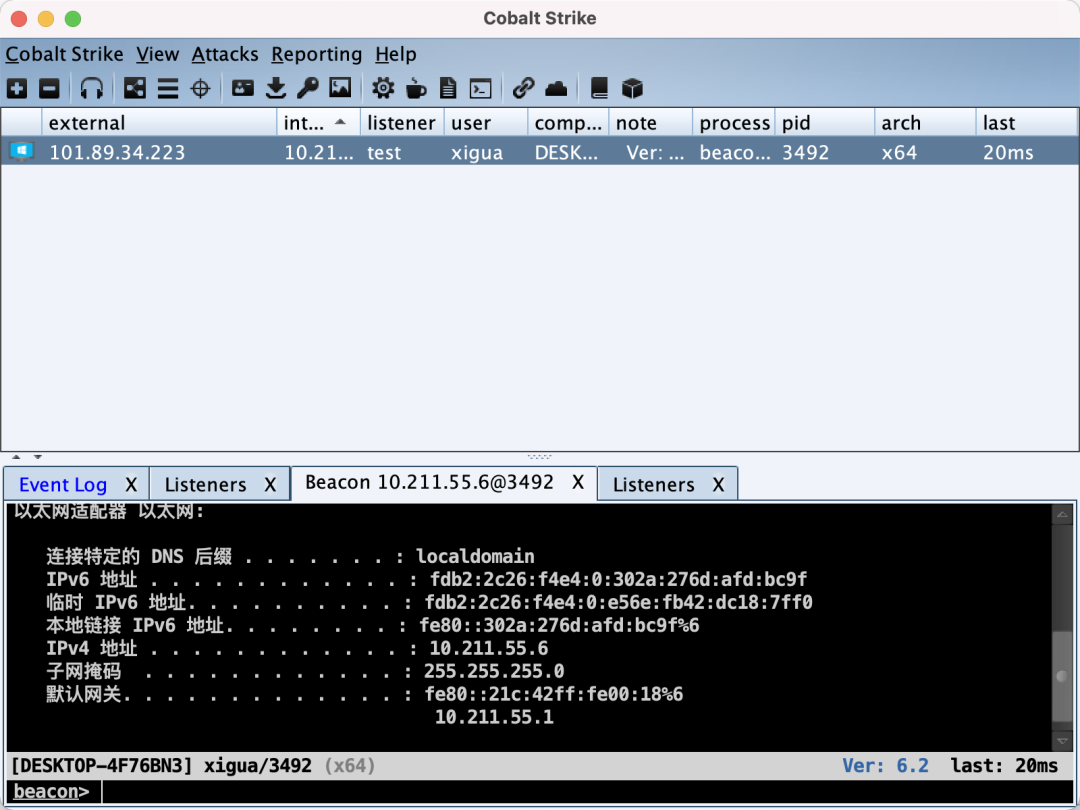 Cobalt Strike
Cobalt Strike View Attacks Reporting Help
external int... listener user comp... note process pid arch last
101.89.34.223 10.21... test xigua DESK... Ver: ... beaco... 3492 x64 20ms
Event Log X Listeners X Beacon 10.211.55.6@3492 X Listeners X
以太网适配器 以太网:
连接特定的 DNS 后缀 . . . . . . . : localdomain
IPv6 地址 . . . . . . . . . . . . : fdb2:2c26:f4e4:0:302a:276d:afd:bc9f
临时 IPv6 地址. . . . . . . . . . : fdb2:2c26:f4e4:0:e56e:fb42:dc18:7ff0
本地链接 IPv6 地址. . . . . . . . : fe80::302a:276d:afd:bc9f%6
IPv4 地址 . . . . . . . . . . . . : 10.211.55.6
子网掩码  . . . . . . . . . . . . : 255.255.255.0
默认网关. . . . . . . . . . . . . : fe80::21c:42ff:fe00:18%6
10.211.55.1
[DESKTOP-4F76BN3] xigua/3492 (x64) Ver: 6.2 last: 20ms
beacon>